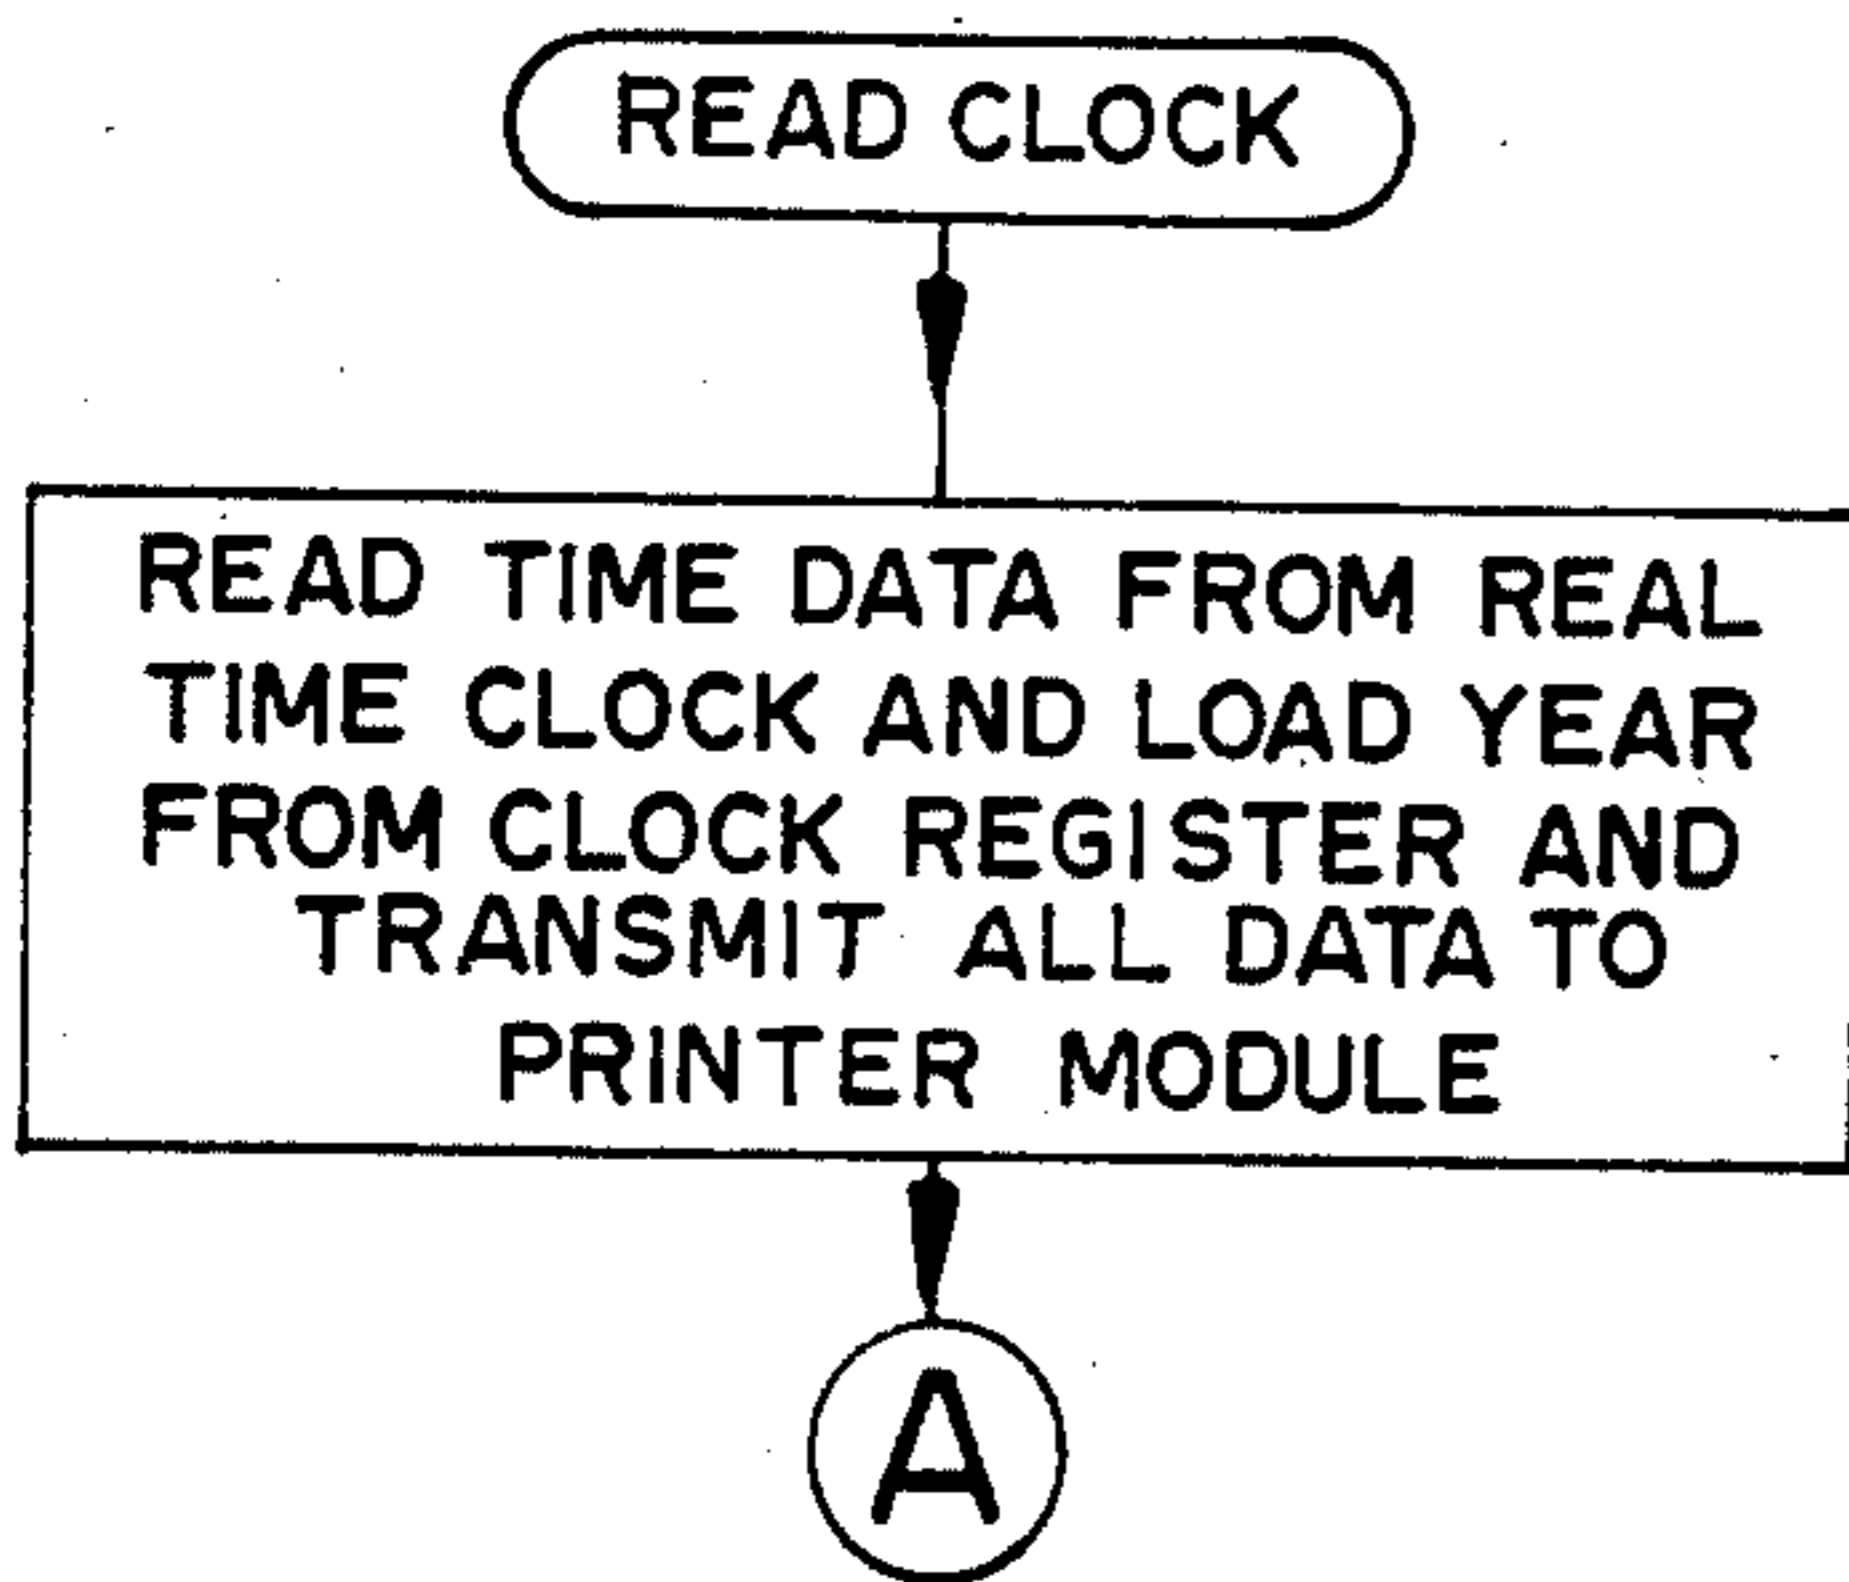 READ CLOCK
READ TIME DATA FROM REAL
TIME CLOCK AND LOAD YEAR
FROM CLOCK REGISTER AND
TRANSMIT ALL DATA TO
PRINTER MODULE
A